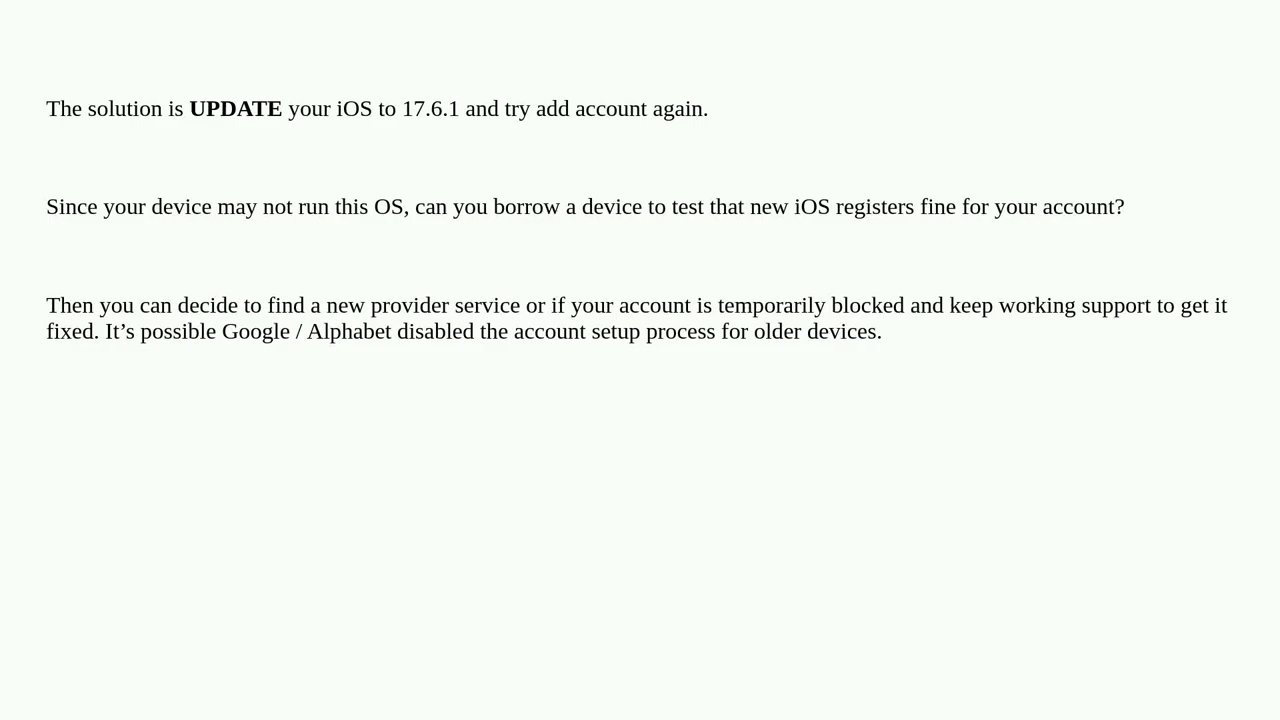 The solution is UPDATE your iOS to 17.6.1 and try add account again.
Since your device may not run this OS, can you borrow a device to test that new iOS registers fine for your account?
Then you can decide to find a new provider service or if your account is temporarily blocked and keep working support to get it
fixed. It’s possible Google / Alphabet disabled the account setup process for older devices.